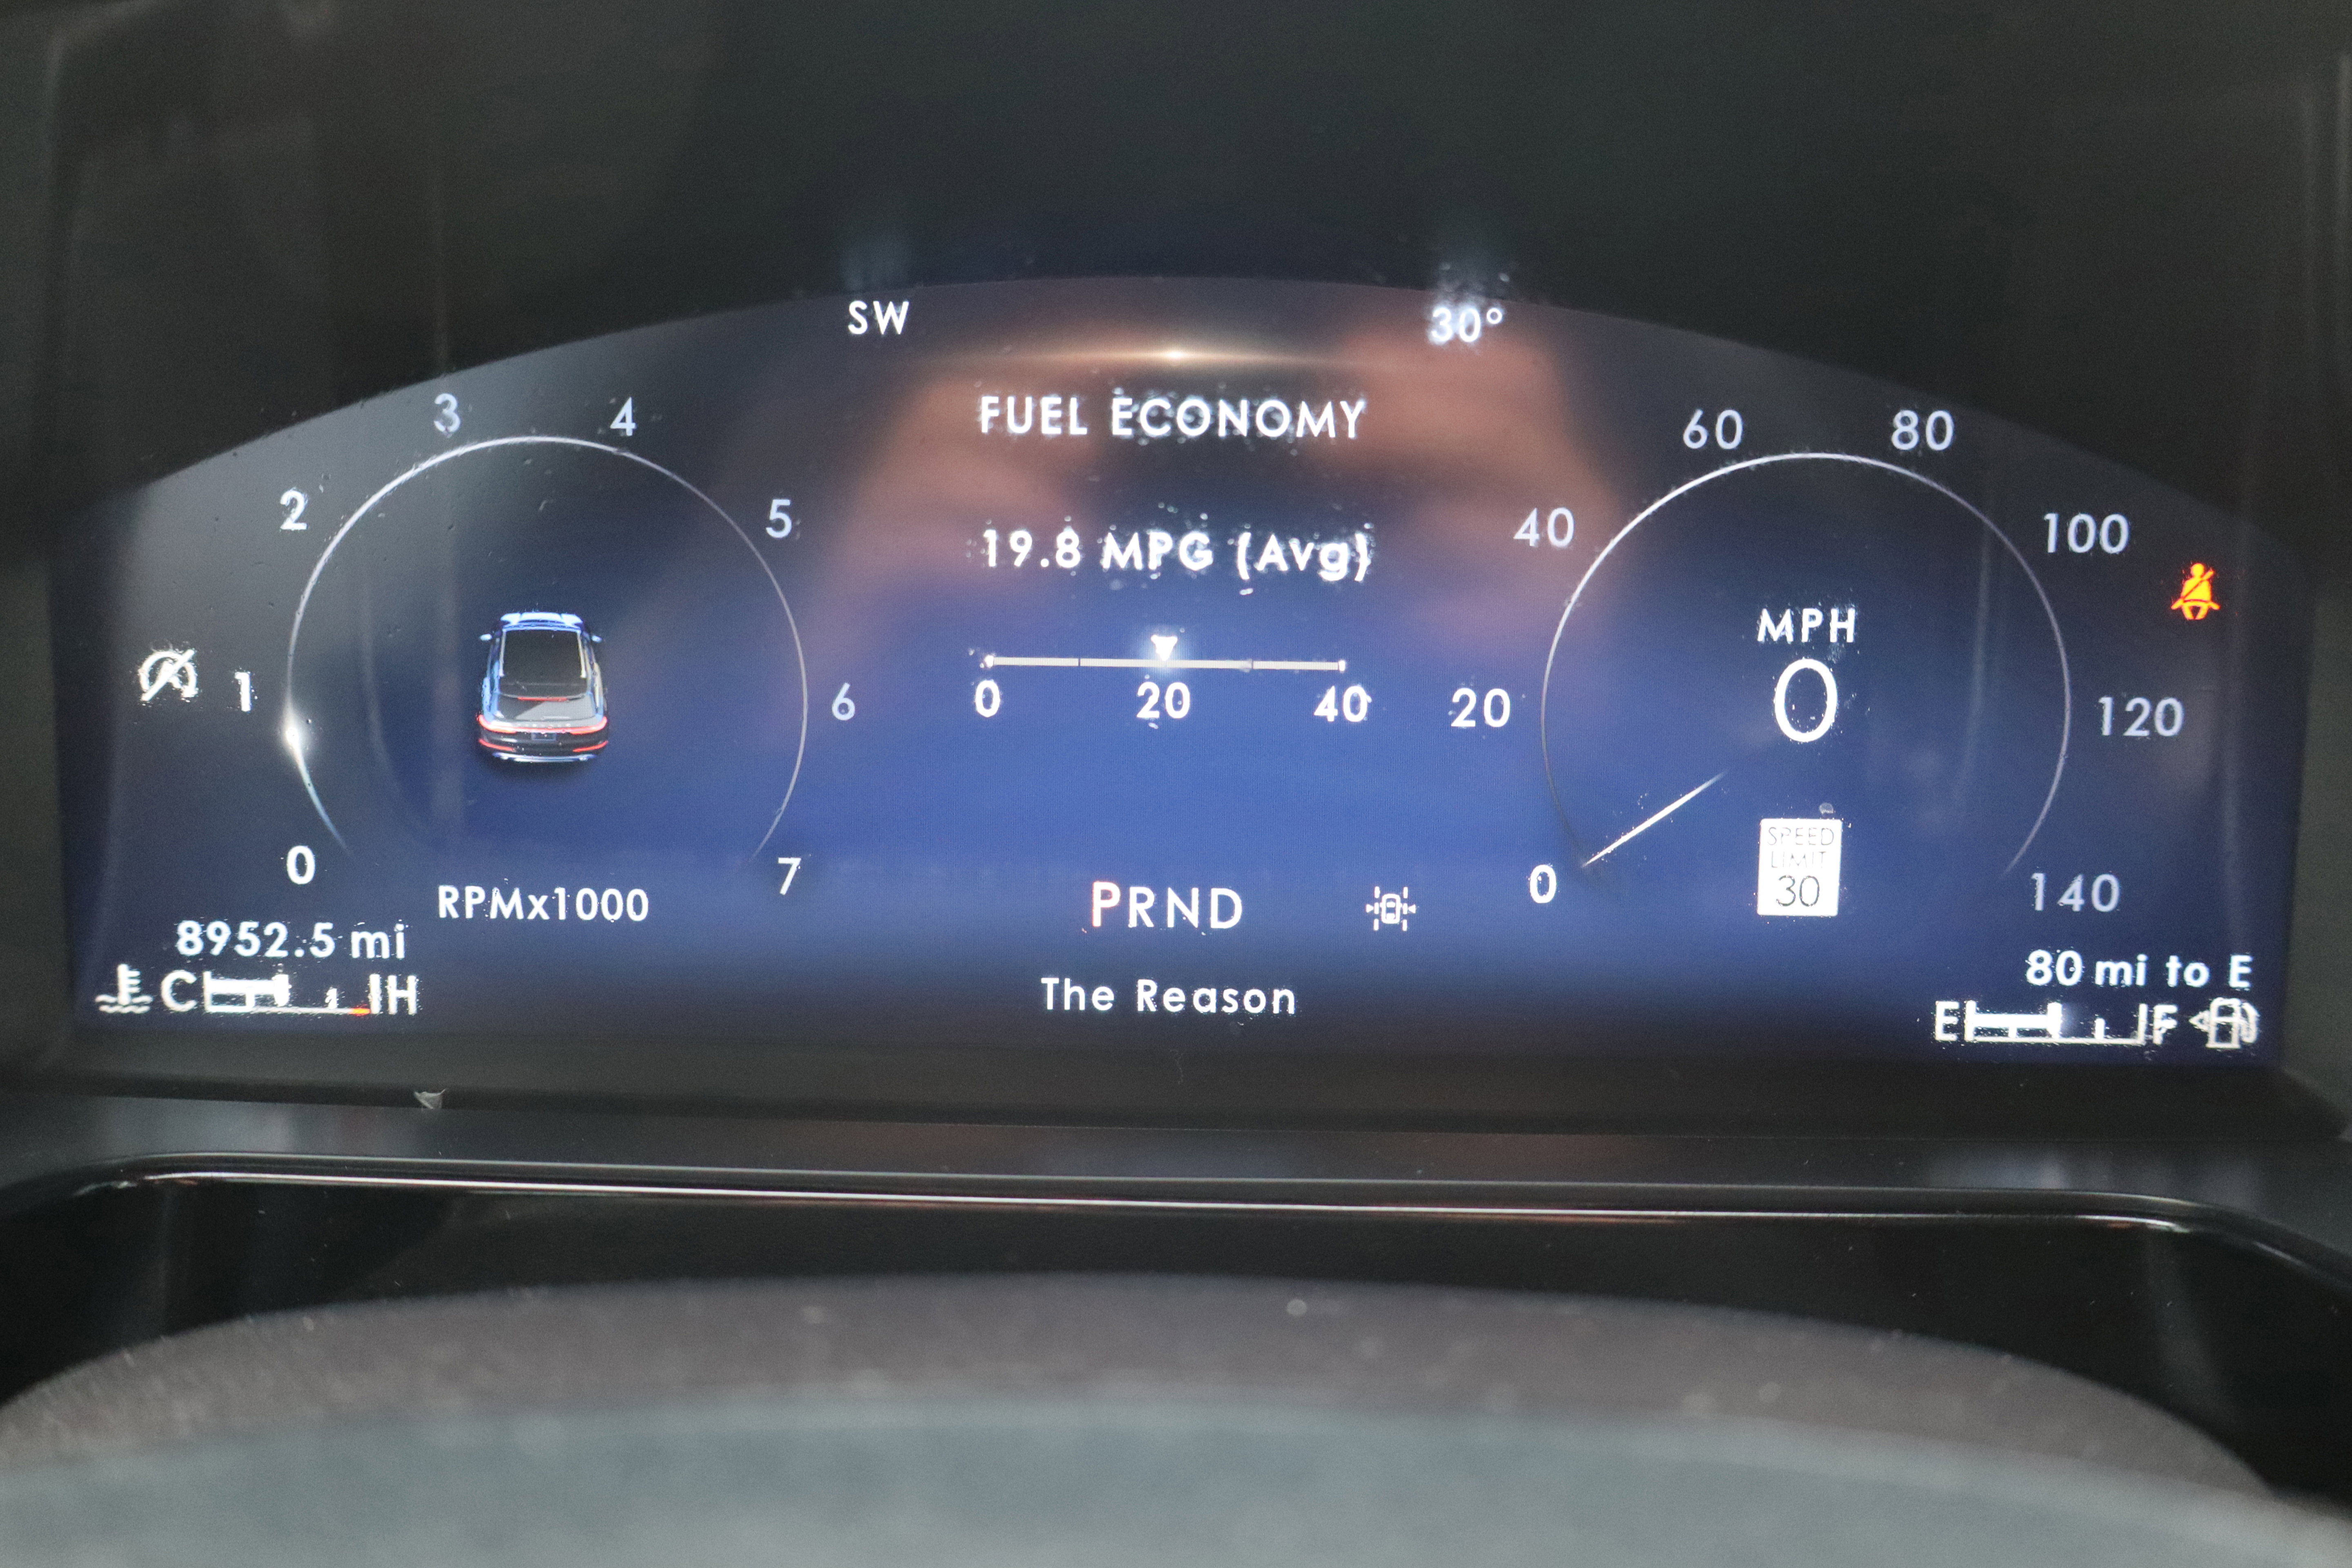 SW
30°
FUEL ECONOMY
19.8 MPG (Avg)
0 20 40
0 1 2 3 4 5 6 7
RPMx1000
0 20 40 60 80 100 120 140
MPH
0
SPEED
LIMIT
30
PRND
8952.5 mi
C H
The Reason
80 mi to E
E F